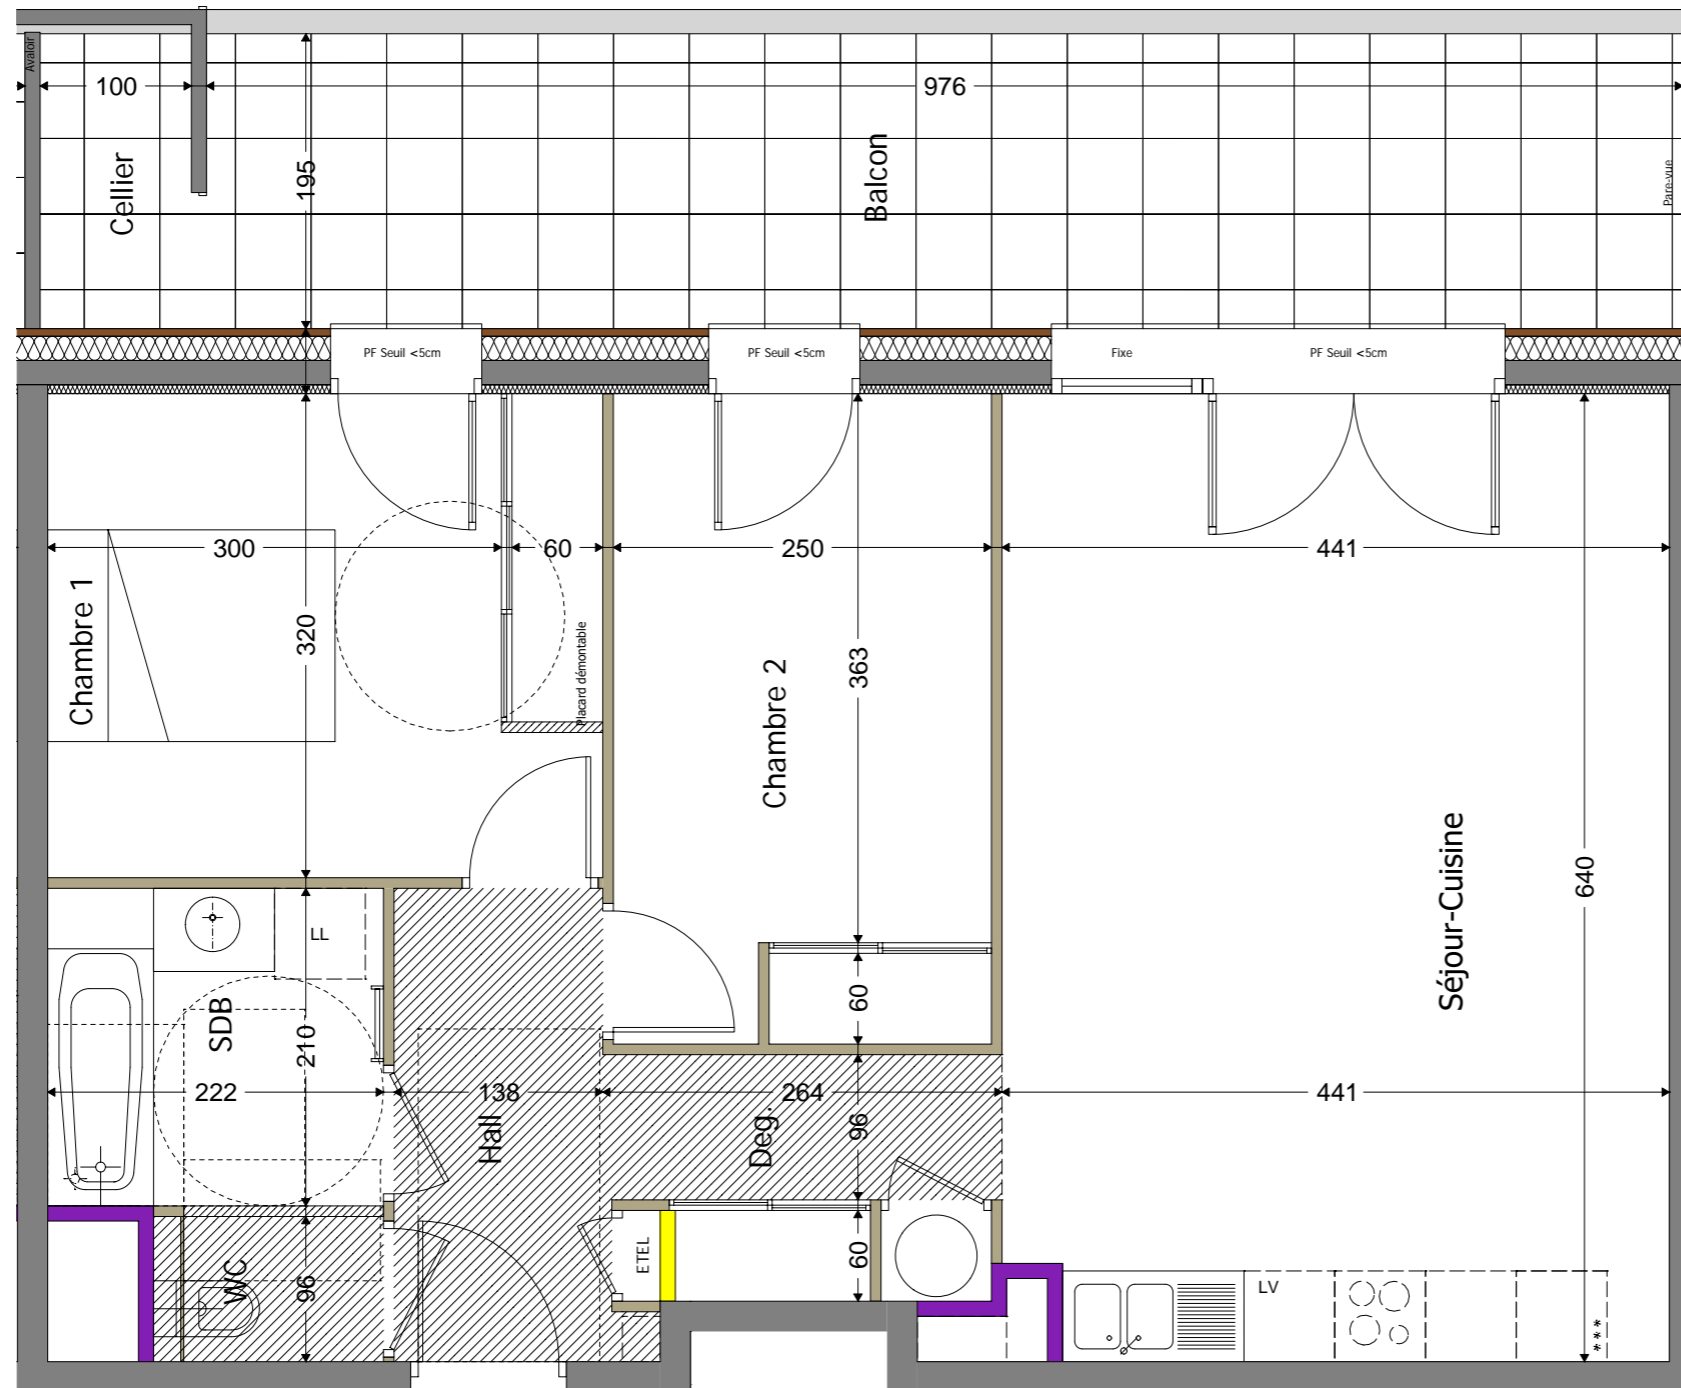 Avaloir
100
976
Cellier
195
Balcon
Pare-vue
PF Seuil <5cm
PF Seuil <5cm
Fixe
PF Seuil <5cm
300
60
250
441
Chambre 1
320
Placard démontable
Chambre 2
363
Séjour-Cuisine
640
LL
SDB
210
60
222
138
264
441
Hall
Deg.
96
WC
96
ETEL
60
LV
***